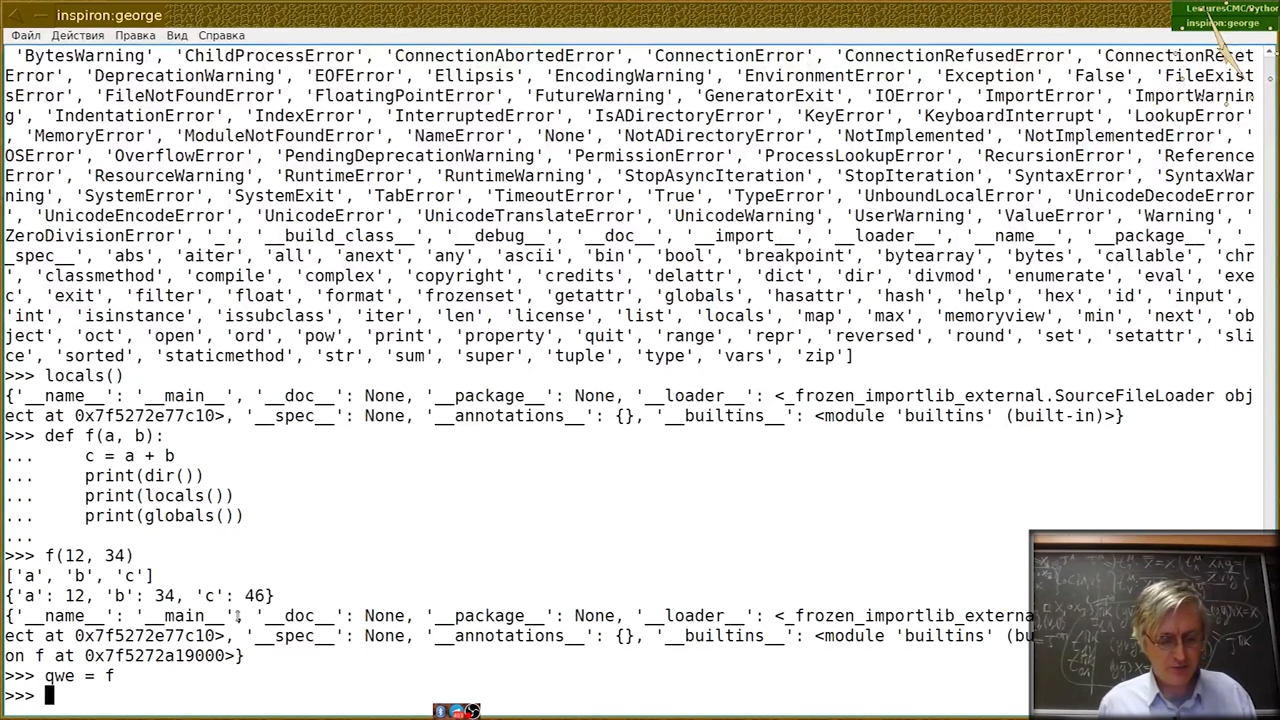 inspiron:george
LecturesCMC/Python
inspiron:george
Файл Действия Правка Вид Справка
'BytesWarning', 'ChildProcessError', 'ConnectionAbortedError', 'ConnectionError', 'ConnectionRefusedError', 'ConnectionReset
Error', 'DeprecationWarning', 'EOFError', 'Ellipsis', 'EncodingWarning', 'EnvironmentError', 'Exception', 'False', 'FileExist
sError', 'FileNotFoundError', 'FloatingPointError', 'FutureWarning', 'GeneratorExit', 'IOError', 'ImportError', 'ImportWarnin
g', 'IndentationError', 'IndexError', 'InterruptedError', 'IsADirectoryError', 'KeyError', 'KeyboardInterrupt', 'LookupError'
, 'MemoryError', 'ModuleNotFoundError', 'NameError', 'None', 'NotADirectoryError', 'NotImplemented', 'NotImplementedError', '
OSError', 'OverflowError', 'PendingDeprecationWarning', 'PermissionError', 'ProcessLookupError', 'RecursionError', 'Reference
Error', 'ResourceWarning', 'RuntimeError', 'RuntimeWarning', 'StopAsyncIteration', 'StopIteration', 'SyntaxError', 'SyntaxWar
ning', 'SystemError', 'SystemExit', 'TabError', 'TimeoutError', 'True', 'TypeError', 'UnboundLocalError', 'UnicodeDecodeError
', 'UnicodeEncodeError', 'UnicodeError', 'UnicodeTranslateError', 'UnicodeWarning', 'UserWarning', 'ValueError', 'Warning', '
ZeroDivisionError', '_', '__build_class__', '__debug__', '__doc__', '__import__', '__loader__', '__name__', '__package__', '_
_spec__', 'abs', 'aiter', 'all', 'anext', 'any', 'ascii', 'bin', 'bool', 'breakpoint', 'bytearray', 'bytes', 'callable', 'chr
', 'classmethod', 'compile', 'complex', 'copyright', 'credits', 'delattr', 'dict', 'dir', 'divmod', 'enumerate', 'eval', 'exe
c', 'exit', 'filter', 'float', 'format', 'frozenset', 'getattr', 'globals', 'hasattr', 'hash', 'help', 'hex', 'id', 'input',
'int', 'isinstance', 'issubclass', 'iter', 'len', 'license', 'list', 'locals', 'map', 'max', 'memoryview', 'min', 'next', 'ob
ject', 'oct', 'open', 'ord', 'pow', 'print', 'property', 'quit', 'range', 'repr', 'reversed', 'round', 'set', 'setattr', 'sli
ce', 'sorted', 'staticmethod', 'str', 'sum', 'super', 'tuple', 'type', 'vars', 'zip']
>>> locals()
{'__name__': '__main__', '__doc__': None, '__package__': None, '__loader__': <_frozen_importlib_external.SourceFileLoader obj
ect at 0x7f5272e77c10>, '__spec__': None, '__annotations__': {}, '__builtins__': <module 'builtins' (built-in)>}
>>> def f(a, b):
...     c = a + b
...     print(dir())
...     print(locals())
...     print(globals())
...
>>> f(12, 34)
['a', 'b', 'c']
{'a': 12, 'b': 34, 'c': 46}
{'__name__': '__main__', '__doc__': None, '__package__': None, '__loader__': <_frozen_importlib_externa
ect at 0x7f5272e77c10>, '__spec__': None, '__annotations__': {}, '__builtins__': <module 'builtins' (bu
on f at 0x7f5272a19000>}
>>> qwe = f
>>>